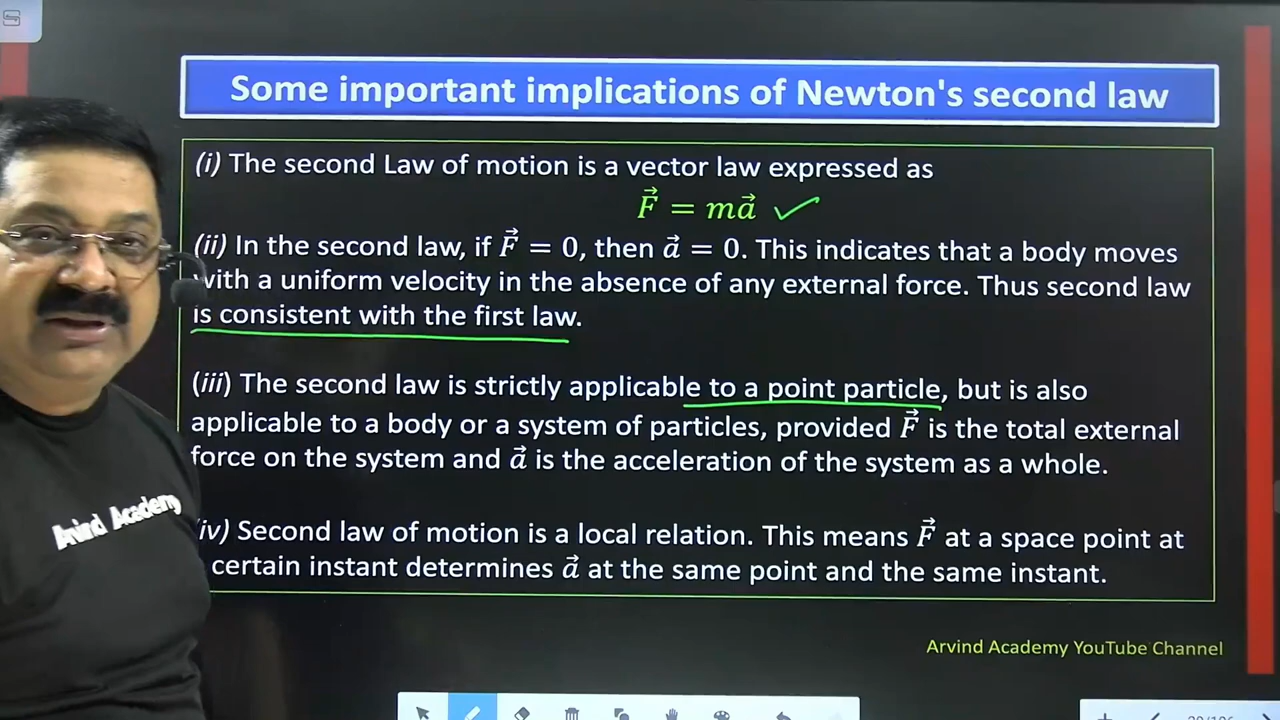 Some important implications of Newton's second law
(i) The second Law of motion is a vector law expressed as
F⃗ = ma⃗ ✓
(ii) In the second law, if F⃗ = 0, then a⃗ = 0. This indicates that a body moves
with a uniform velocity in the absence of any external force. Thus second law
is consistent with the first law.
(iii) The second law is strictly applicable to a point particle, but is also
applicable to a body or a system of particles, provided F⃗ is the total external
force on the system and a⃗ is the acceleration of the system as a whole.
iv) Second law of motion is a local relation. This means F⃗ at a space point at
certain instant determines a⃗ at the same point and the same instant.
Arvind Academy
Arvind Academy YouTube Channel